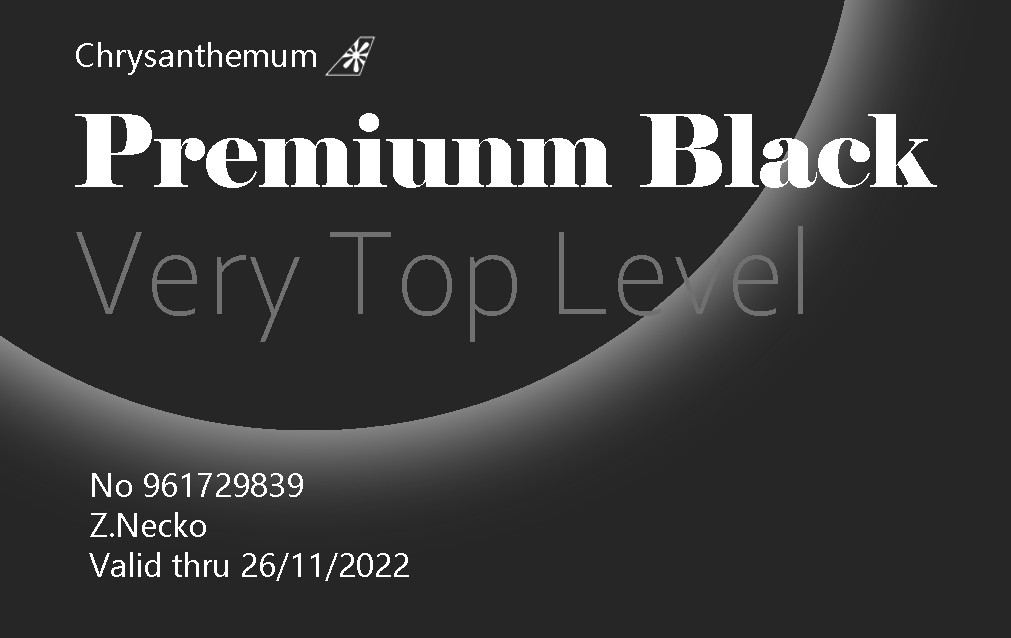 Chrysanthemum
Premiunm Black
Very Top Level
No 961729839
Z.Necko
Valid thru 26/11/2022